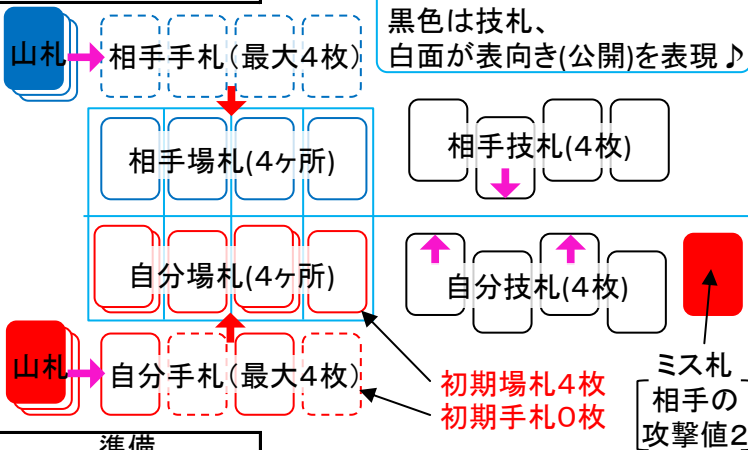 黒色は技札、
白面が表向き(公開)を表現♪
山札
相手手札(最大4枚)
相手場札(4ヶ所)
相手技札(4枚)
自分場札(4ヶ所)
自分技札(4枚)
山札
自分手札(最大4枚)
初期場札4枚
初期手札0枚
ミス札
相手の
攻撃値2
準備